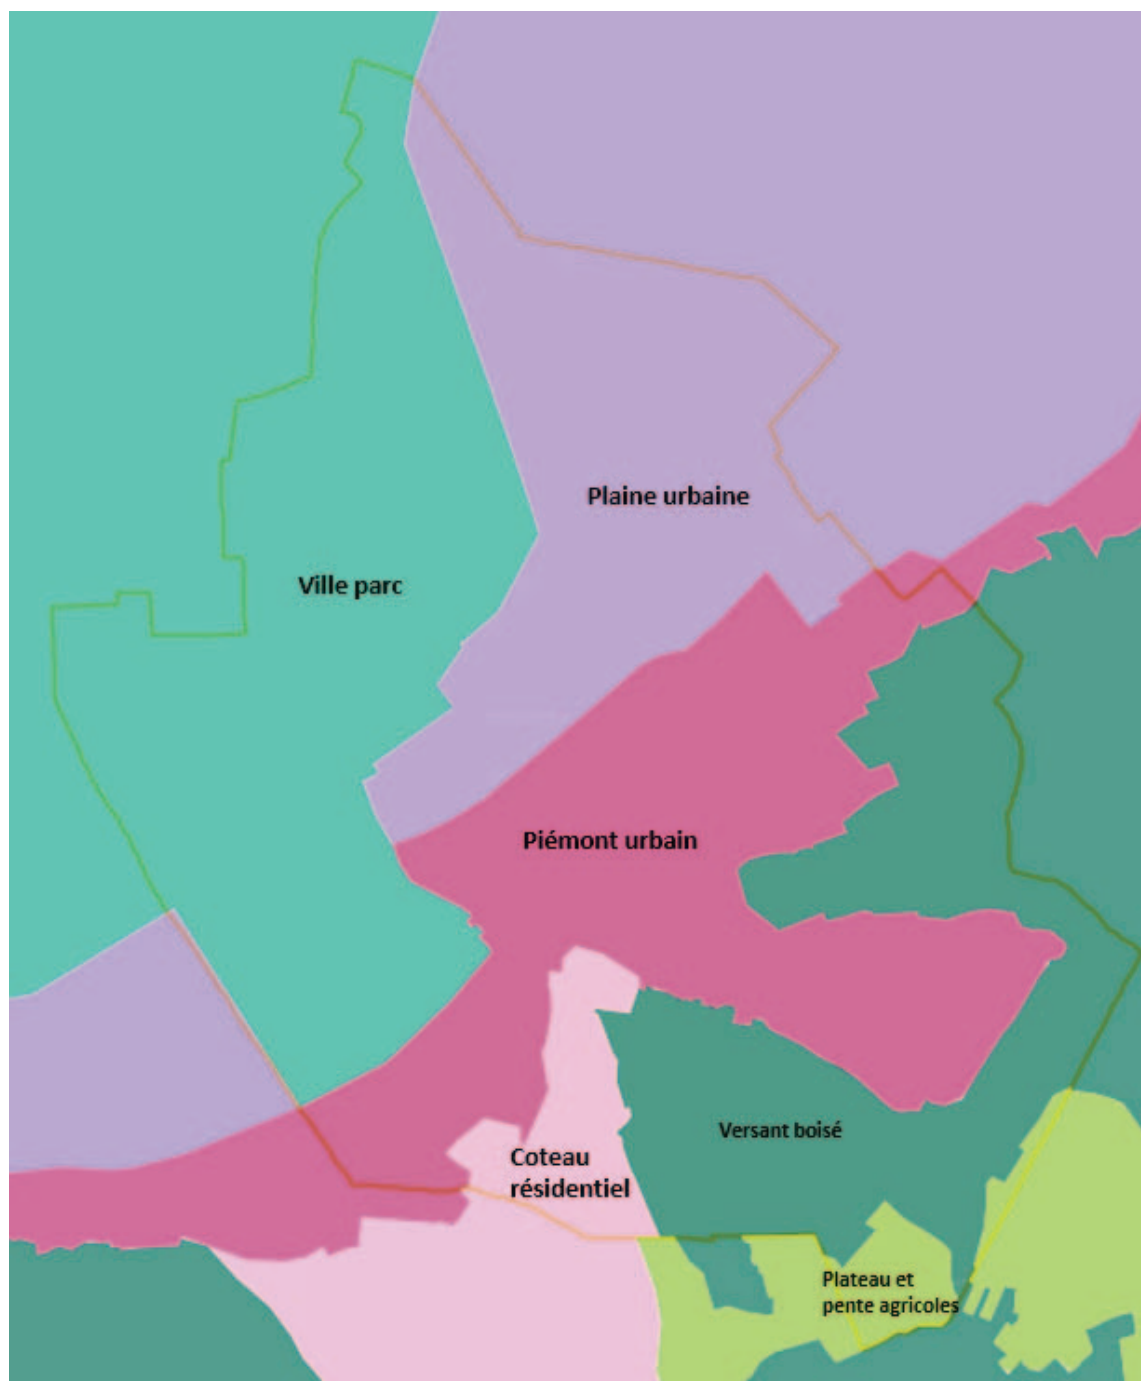 Plaine urbaine
Ville parc
Piémont urbain
Versant boisé
Coteau
résidentiel
Plateau et
pente agricoles